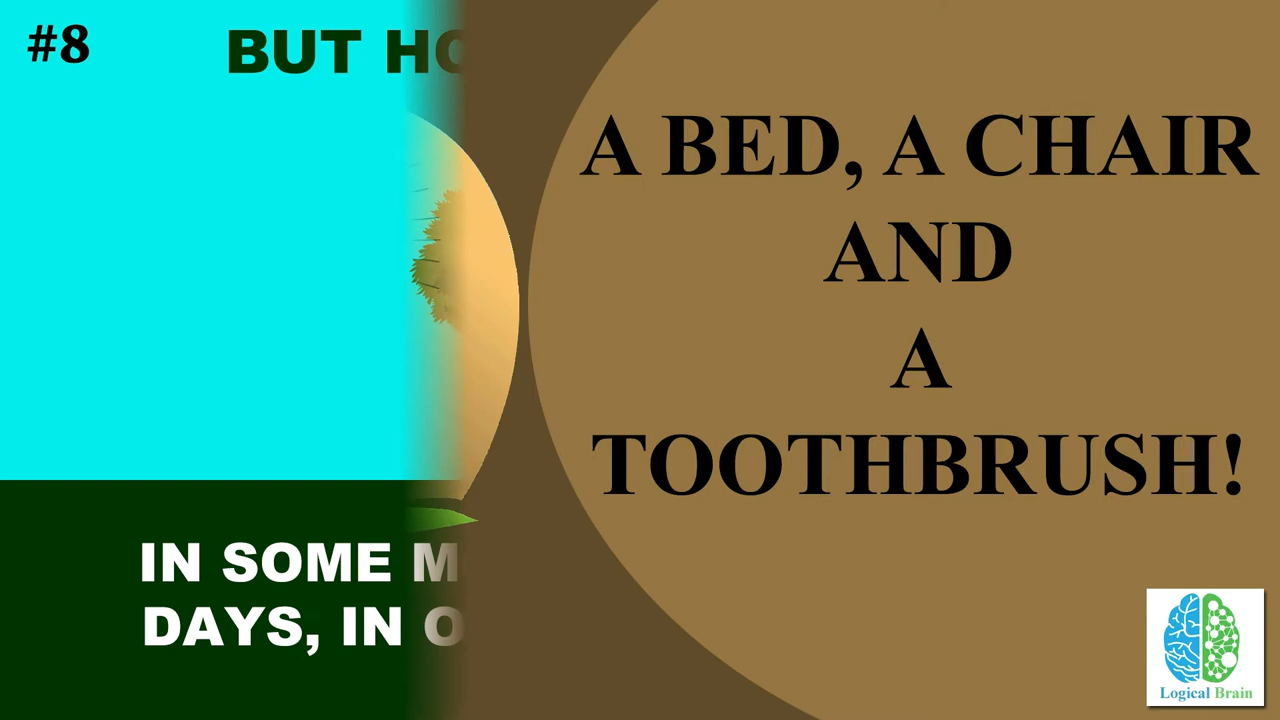 #8
BUT HO
A BED, A CHAIR
AND
A
TOOTHBRUSH!
IN SOME M
DAYS, IN O
Logical Brain